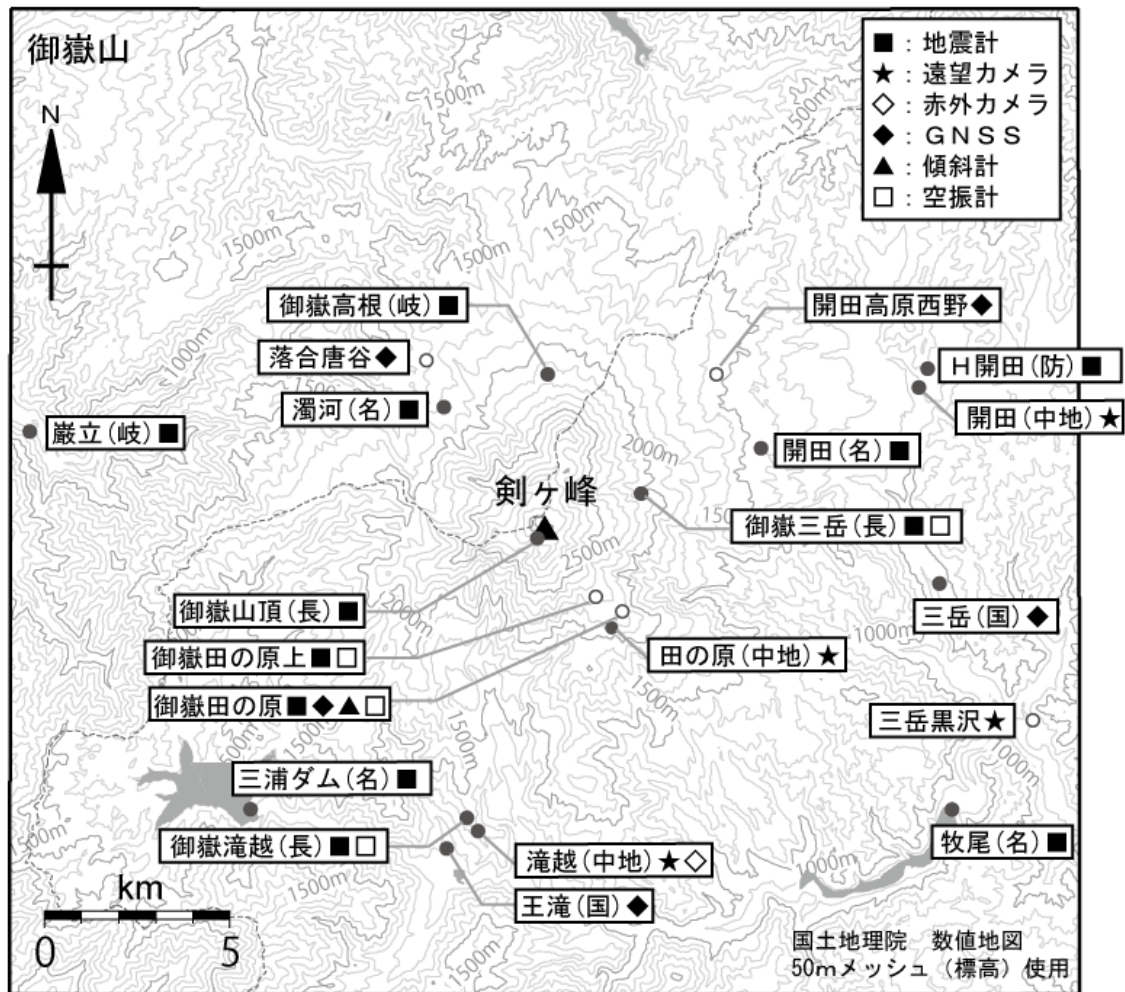 御嶽山
■：地震計
★：遠望カメラ
◇：赤外カメラ
◆：ＧＮＳＳ
▲：傾斜計
□：空振計
N
1500m
1500m
1500m
1500m
1500m
御嶽高根(岐)■
開田高原西野◆
1000m
落合唐谷◆
H開田(防)■
濁河(名)■
開田(中地)★
巌立(岐)■
開田(名)■
2000m
剣ヶ峰
御嶽三岳(長)■□
2500m
御嶽山頂(長)■
三岳(国)◆
1000m
御嶽田の原上■□
田の原(中地)★
御嶽田の原■◆▲□
1500m
三岳黒沢★
1500m
1500m
1500m
1000m
三浦ダム(名)■
1500m
御嶽滝越(長)■□
牧尾(名)■
滝越(中地)★◇
1000m
1500m
km
王滝(国)◆
0 5
1500m
国土地理院 数値地図
50mメッシュ（標高）使用